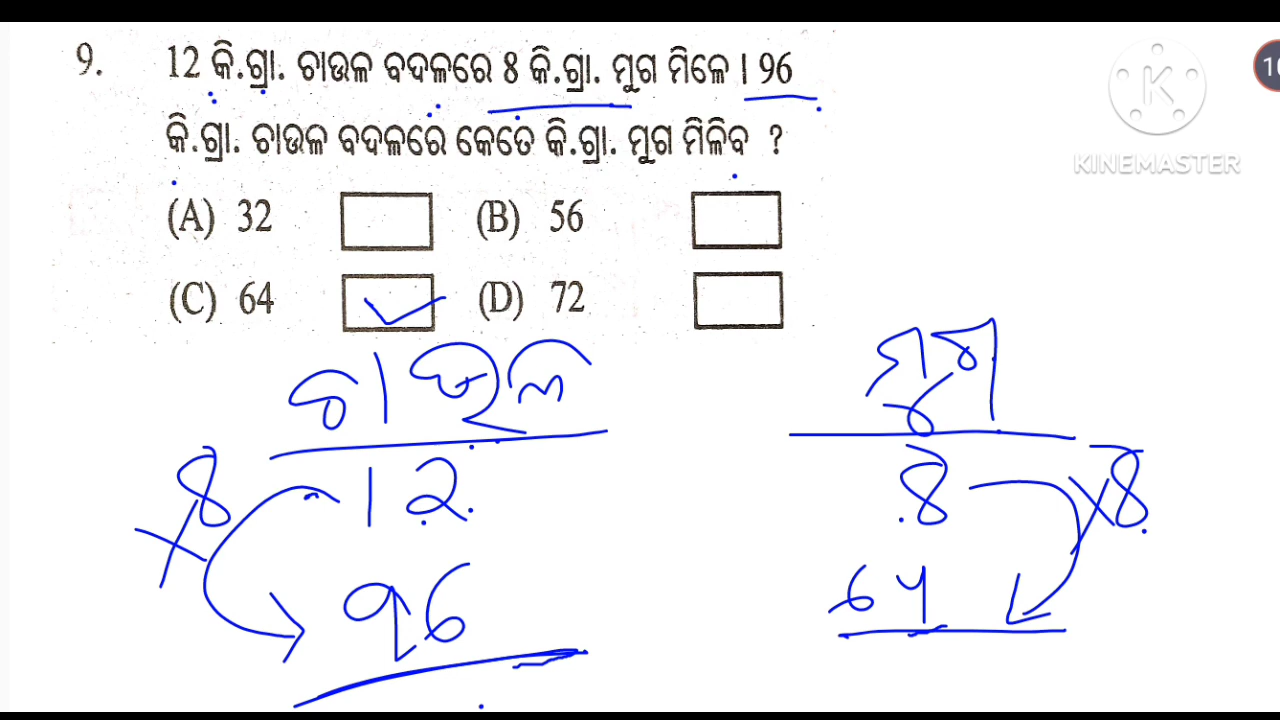 9. 12 କି.ଗ୍ରା. ଚାଉଳ ବଦଳରେ 8 କି.ଗ୍ରା. ମୁଗ ମିଳେ । 96
କି.ଗ୍ରା. ଚାଉଳ ବଦଳରେ କେତେ କି.ଗ୍ରା. ମୁଗ ମିଳିବ ?
(A) 32 (B) 56
(C) 64 (D) 72
ଚାଉଳ ମୁଗ
×8 12 8 ×8
96 64
KINEMASTER
10